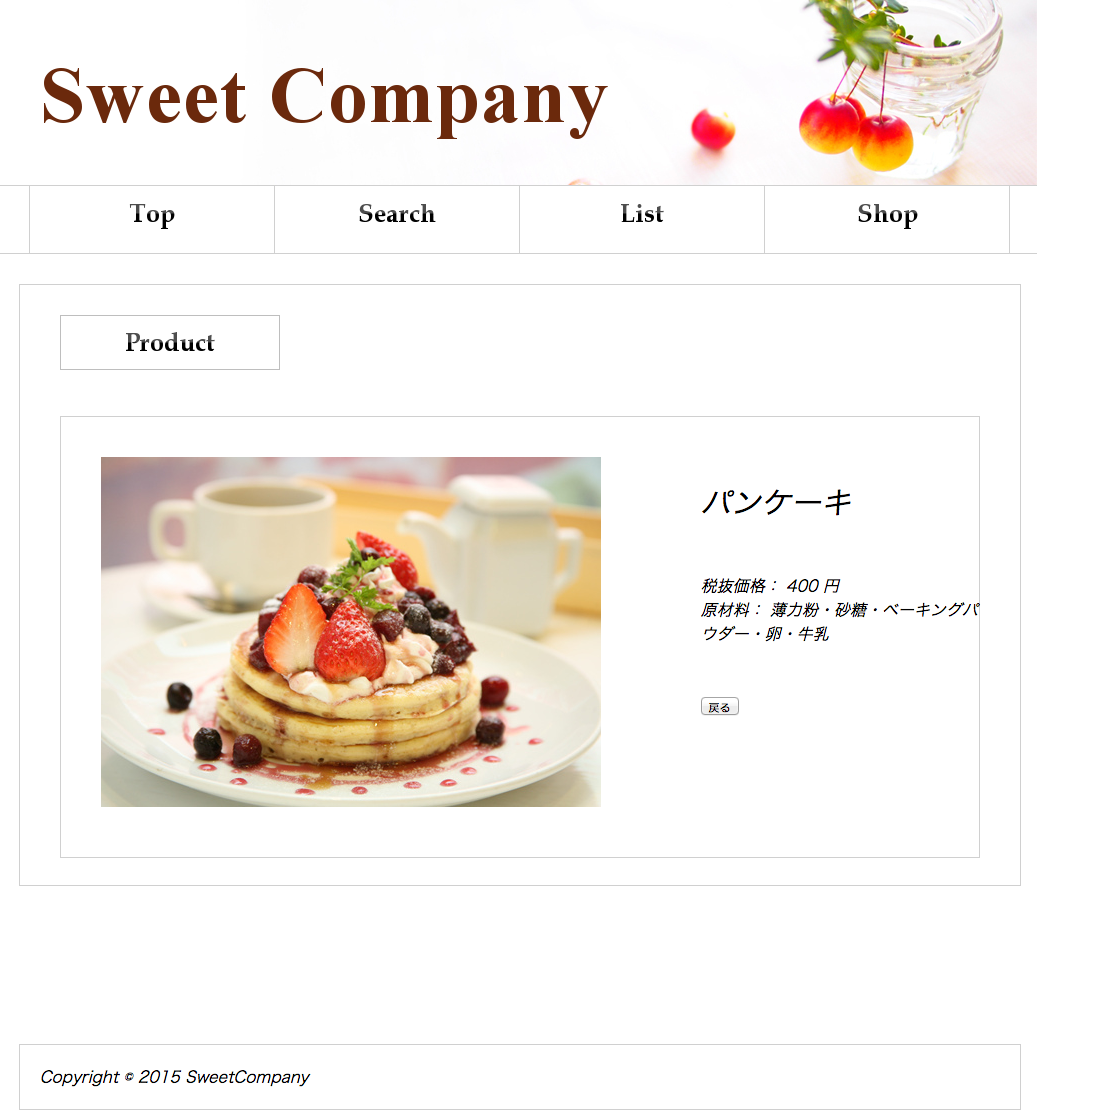 Sweet Company
Top
Search
List
Shop
Product
パンケーキ
税抜価格： 400 円
原材料： 薄力粉・砂糖・ベーキングパ
ウダー・卵・牛乳
戻る
Copyright © 2015 SweetCompany